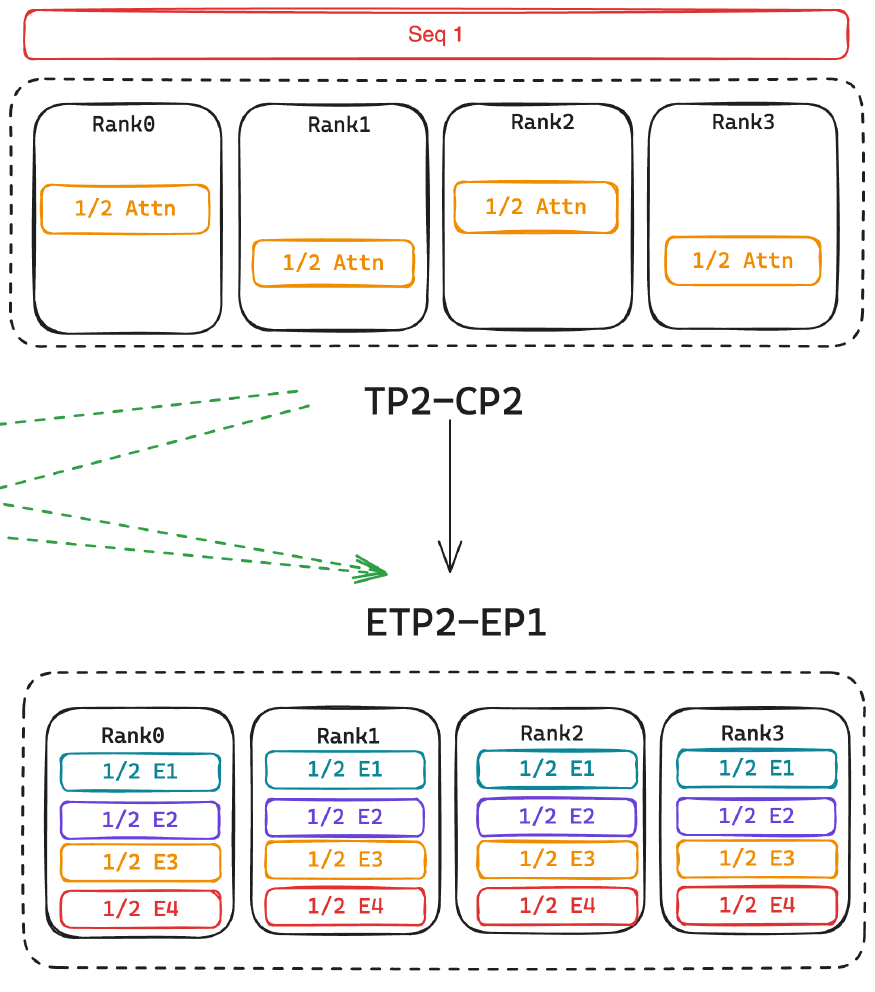 Seq 1
Rank0 Rank1 Rank2 Rank3
1/2 Attn 1/2 Attn
1/2 Attn 1/2 Attn
TP2-CP2
ETP2-EP1
Rank0 Rank1 Rank2 Rank3
1/2 E1 1/2 E1 1/2 E1 1/2 E1
1/2 E2 1/2 E2 1/2 E2 1/2 E2
1/2 E3 1/2 E3 1/2 E3 1/2 E3
1/2 E4 1/2 E4 1/2 E4 1/2 E4